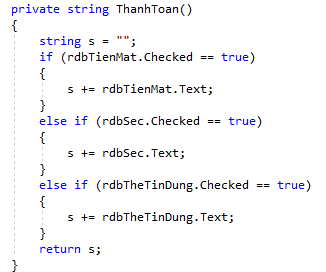 private string ThanhToan()
{
    string s = "";
    if (rdbTienMat.Checked == true)
    {
        s += rdbTienMat.Text;
    }
    else if (rdbSec.Checked == true)
    {
        s += rdbSec.Text;
    }
    else if (rdbTheTinDung.Checked == true)
    {
        s += rdbTheTinDung.Text;
    }
    return s;
}